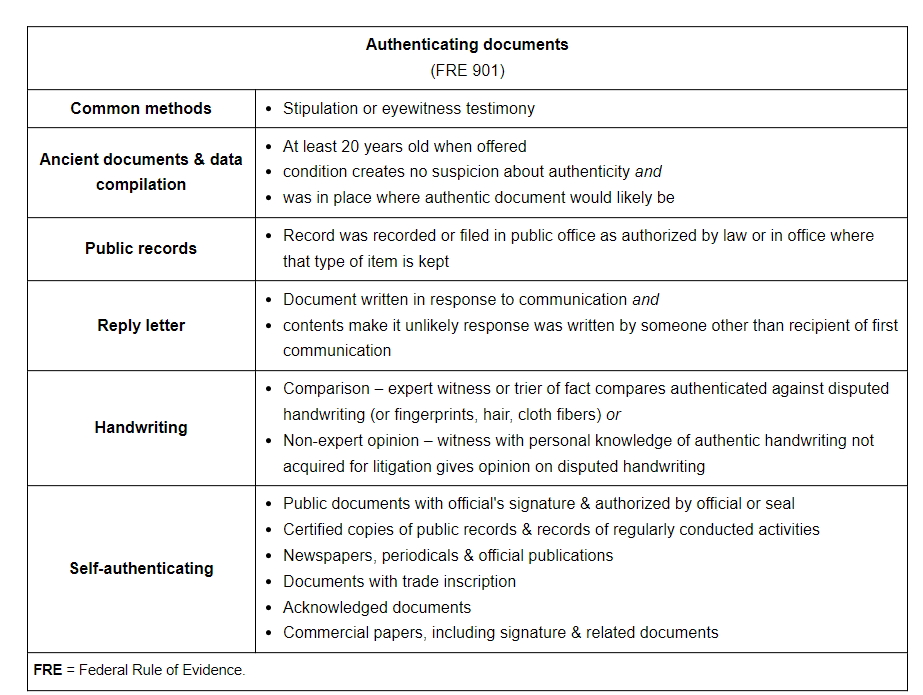 Authenticating documents
(FRE 901)
Common methods
• Stipulation or eyewitness testimony
Ancient documents & data
compilation
• At least 20 years old when offered
• condition creates no suspicion about authenticity and
• was in place where authentic document would likely be
Public records
• Record was recorded or filed in public office as authorized by law or in office where
that type of item is kept
Reply letter
• Document written in response to communication and
• contents make it unlikely response was written by someone other than recipient of first
communication
Handwriting
• Comparison – expert witness or trier of fact compares authenticated against disputed
handwriting (or fingerprints, hair, cloth fibers) or
• Non-expert opinion – witness with personal knowledge of authentic handwriting not
acquired for litigation gives opinion on disputed handwriting
Self-authenticating
• Public documents with official's signature & authorized by official or seal
• Certified copies of public records & records of regularly conducted activities
• Newspapers, periodicals & official publications
• Documents with trade inscription
• Acknowledged documents
• Commercial papers, including signature & related documents
FRE = Federal Rule of Evidence.